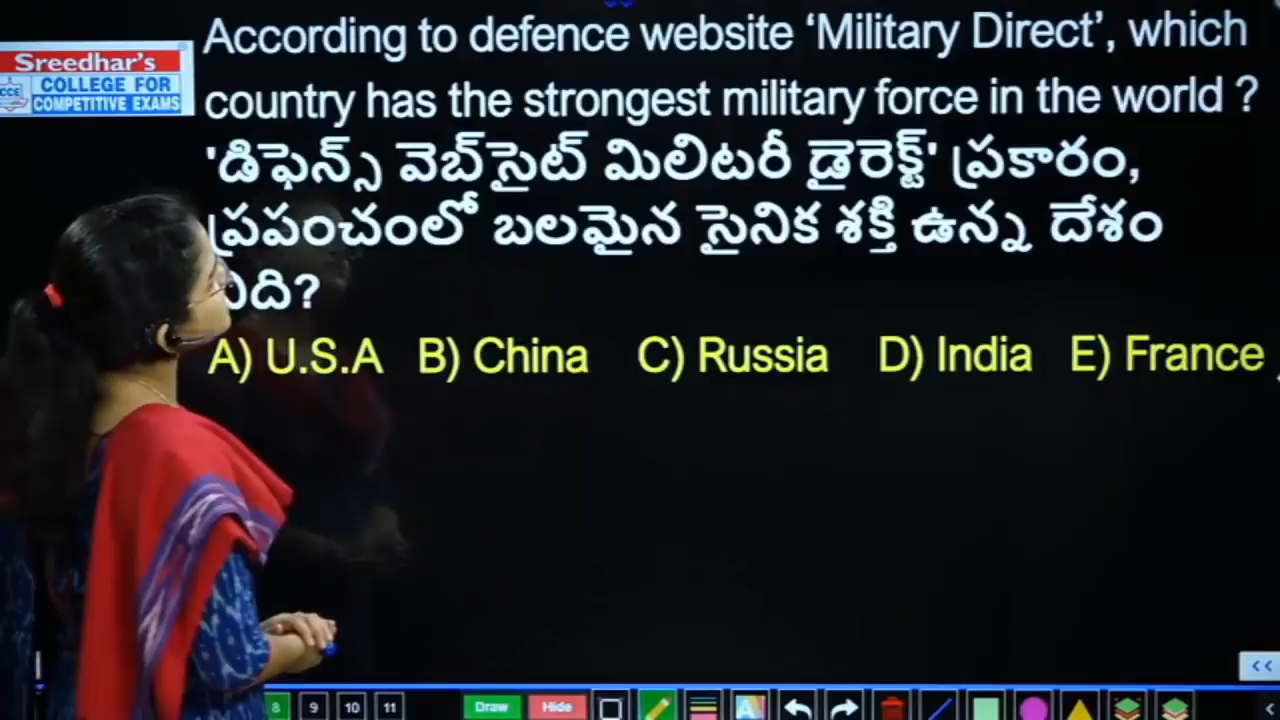 According to defence website ‘Military Direct’, which
Sreedhar's
COLLEGE FOR
COMPETITIVE EXAMS
country has the strongest military force in the world ?
'డిఫెన్స్ వెబ్‌సైట్ మిలిటరీ డైరెక్ట్' ప్రకారం,
ప్రపంచంలో బలమైన సైనిక శక్తి ఉన్న దేశం
A) U.S.A B) China C) Russia D) India E) France
8 9 10 11 Draw Hide